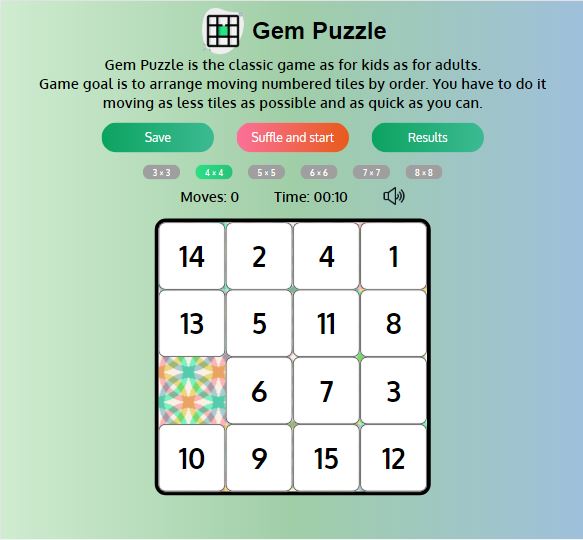 Gem Puzzle
Gem Puzzle is the classic game as for kids as for adults.
Game goal is to arrange moving numbered tiles by order. You have to do it
moving as less tiles as possible and as quick as you can.
Save Suffle and start Results
3 × 3 4 × 4 5 × 5 6 × 6 7 × 7 8 × 8
Moves: 0 Time: 00:10
14 2 4 1
13 5 11 8
6 7 3
10 9 15 12